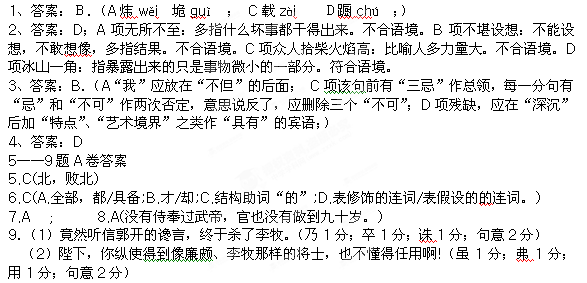 1、答案：B．（A炜 wěi  埳 guī  ； C 载 zài    D踟 chú  ；）
2、答案：D；A 项无所不至：多指什么坏事都干得出来。不合语境。B 项不堪设想：不能设
想，不敢想像，多指结果。不合语境。C 项众人拾柴火焰高：比喻人多力量大。不合语境。D
项冰山一角：指暴露出来的只是事物微小的一部分。符合语境。
3、答案：B.（A“我”应放在“不但”的后面； C 项该句前有“三忌”作总领，每一分句有
“忌”和“不可”作两次否定，意思说反了，应删除三个“不可”；D 项残缺，应在“深沉”
后加“特点”、“艺术境界”之类作“具有”的宾语；）
4、答案：D
5——9 题 A 卷答案
5.C(北，败北)
6.C(A.全部，都/具备;B.才/却;C.结构助词“的”;D.表修饰的连词/表假设的的连词。)
7.A  ；    8.A(没有侍奉过武帝，官也没有做到九十岁。)
9.（1）竟然听信郭开的谗言，终于杀了李牧。（乃 1 分；卒 1 分；诛 1 分；句意 2 分）
（2）陛下，你纵使得到像廉颇、李牧那样的将士，也不懂得任用啊!（虽 1 分；弗 1 分；
用 1 分；句意 2 分）